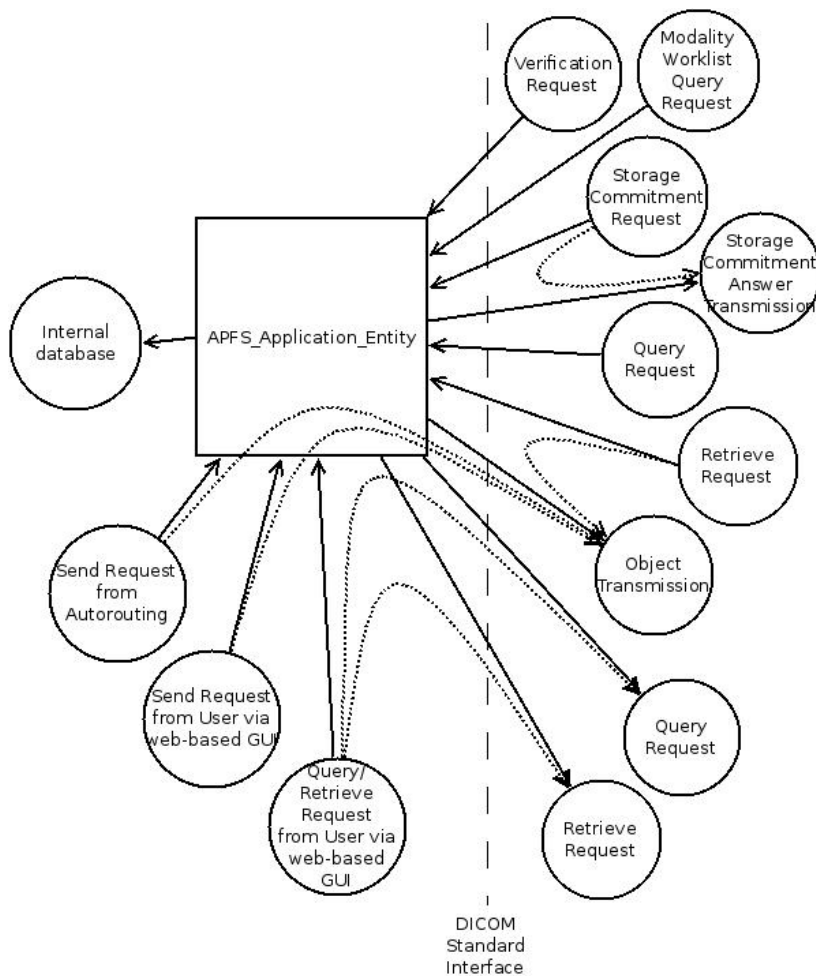 Verification
Request
Modality
Worklist
Query
Request
Storage
Commitment
Request
Storage
Commitment
Answer
Transmission
Internal
database
APFS_Application_Entity
Query
Request
Retrieve
Request
Send Request
from
Autorouting
Object
Transmission
Send Request
from User via
web-based GUI
Query
Request
Query/
Retrieve
Request
from User via
web-based
GUI
Retrieve
Request
DICOM
Standard
Interface